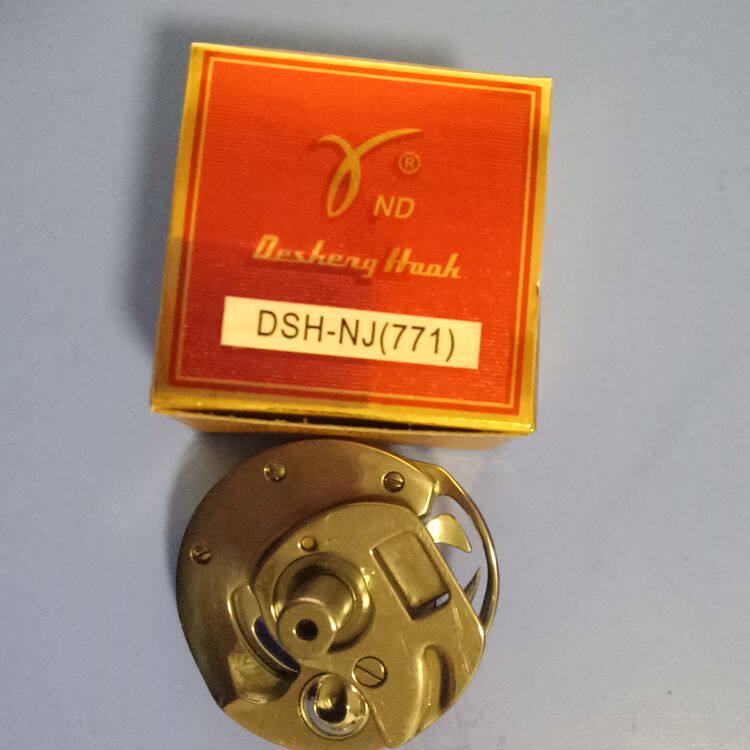 ®
ND
Desheng Hook
DSH-NJ(771)